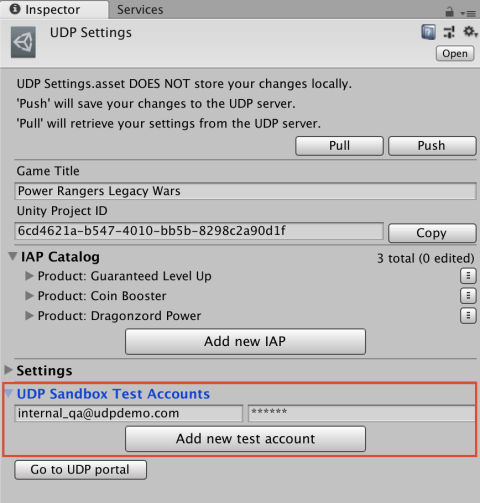 Inspector
Services
UDP Settings
Open
UDP Settings.asset DOES NOT store your changes locally.
'Push' will save your changes to the UDP server.
'Pull' will retrieve your settings from the UDP server.
Pull
Push
Game Title
Power Rangers Legacy Wars
Unity Project ID
6cd4621a-b547-4010-bb5b-8298c2a90d1f
Copy
IAP Catalog
3 total (0 edited)
Product: Guaranteed Level Up
Product: Coin Booster
Product: Dragonzord Power
Add new IAP
Settings
UDP Sandbox Test Accounts
internal_qa@udpdemo.com
******
Add new test account
Go to UDP portal